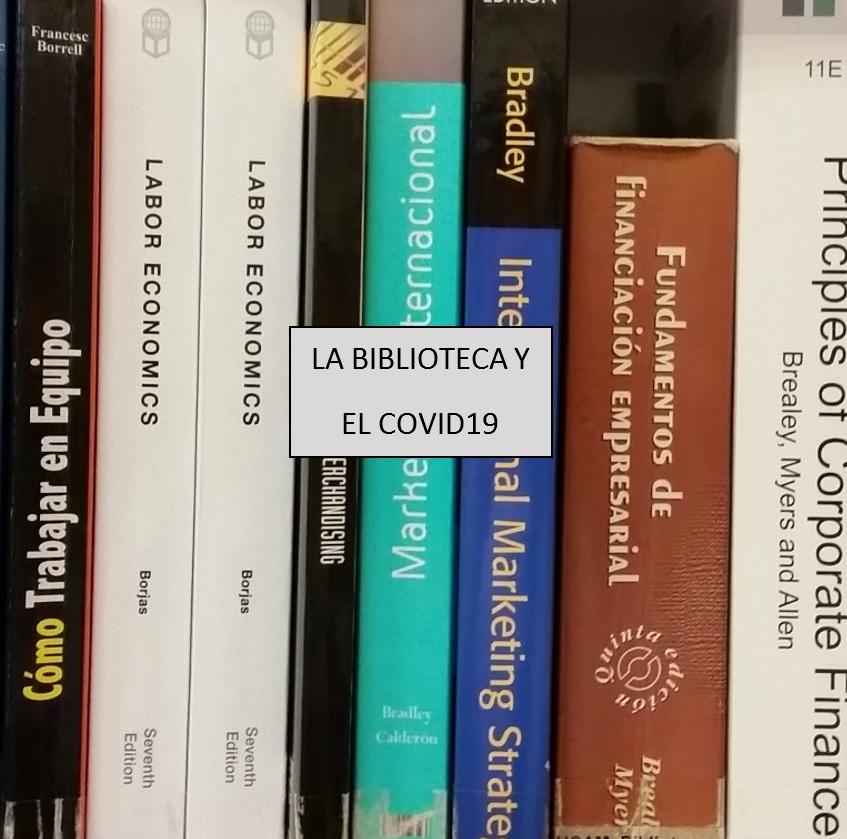 Francesc
Borrell
Cómo Trabajar en Equipo
LABOR ECONOMICS
Borjas
Seventh
Edition
LABOR ECONOMICS
Borjas
Seventh
Edition
LA BIBLIOTECA Y
EL COVID19
ERCHANDISING
Marke
ternacional
Bradley
Calderón
EDITION
Bradley
Inte
nal Marketing Strate
FUNDAMENTOS DE
FINANCIACIÓN EMPRESARIAL
Quinta edición
Breal
Myer
11E
Principles of Corporate Finance
Brealey, Myers and Allen